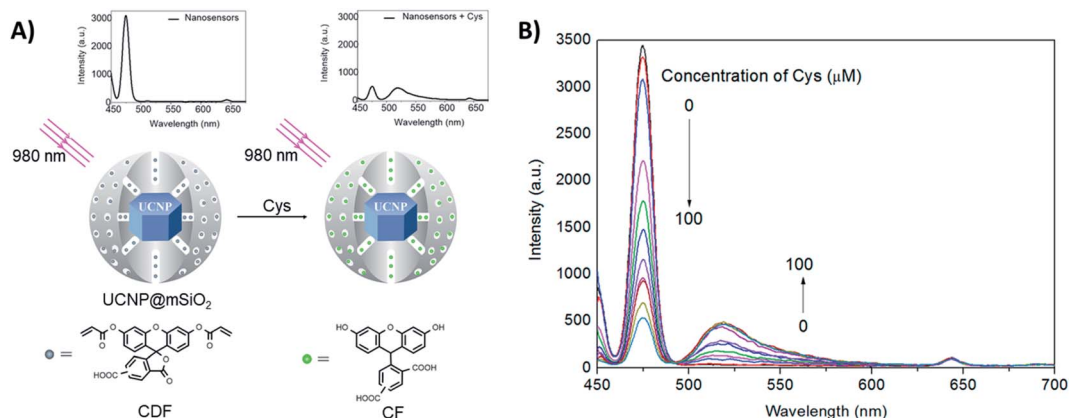 A)
Intensity (a.u.)
3000
2000
1000
0
Nanosensors
450 500 550 600 650
Wavelength (nm)
Intensity (a.u.)
3000
2000
1000
0
Nanosensors + Cys
450 500 550 600 650
Wavelength (nm)
980 nm
980 nm
UCNP
Cys
UCNP
UCNP@mSiO2
=
O
O
O
O
O
HOOC
O
O
CDF
=
HO
O
OH
COOH
HOOC
CF
B)
Intensity (a.u.)
3500
3000
2500
2000
1500
1000
500
0
Concentration of Cys (μM)
0
100
100
0
450 500 550 600 650 700
Wavelength (nm)